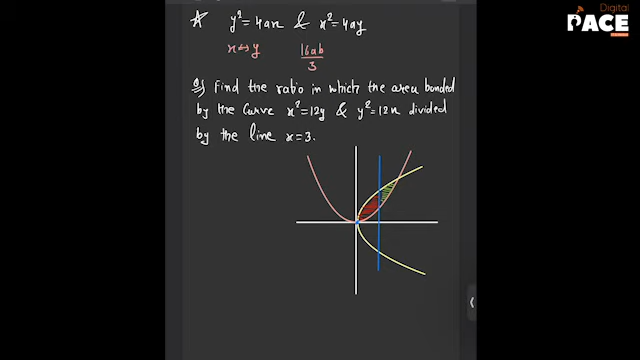 Digital
PACE
y² = 4ax & x² = 4ay
x ↔ y 16ab/3
Q) Find the ratio in which the area bonded
by the curve x² = 12y & y² = 12x divided
by the line x = 3.